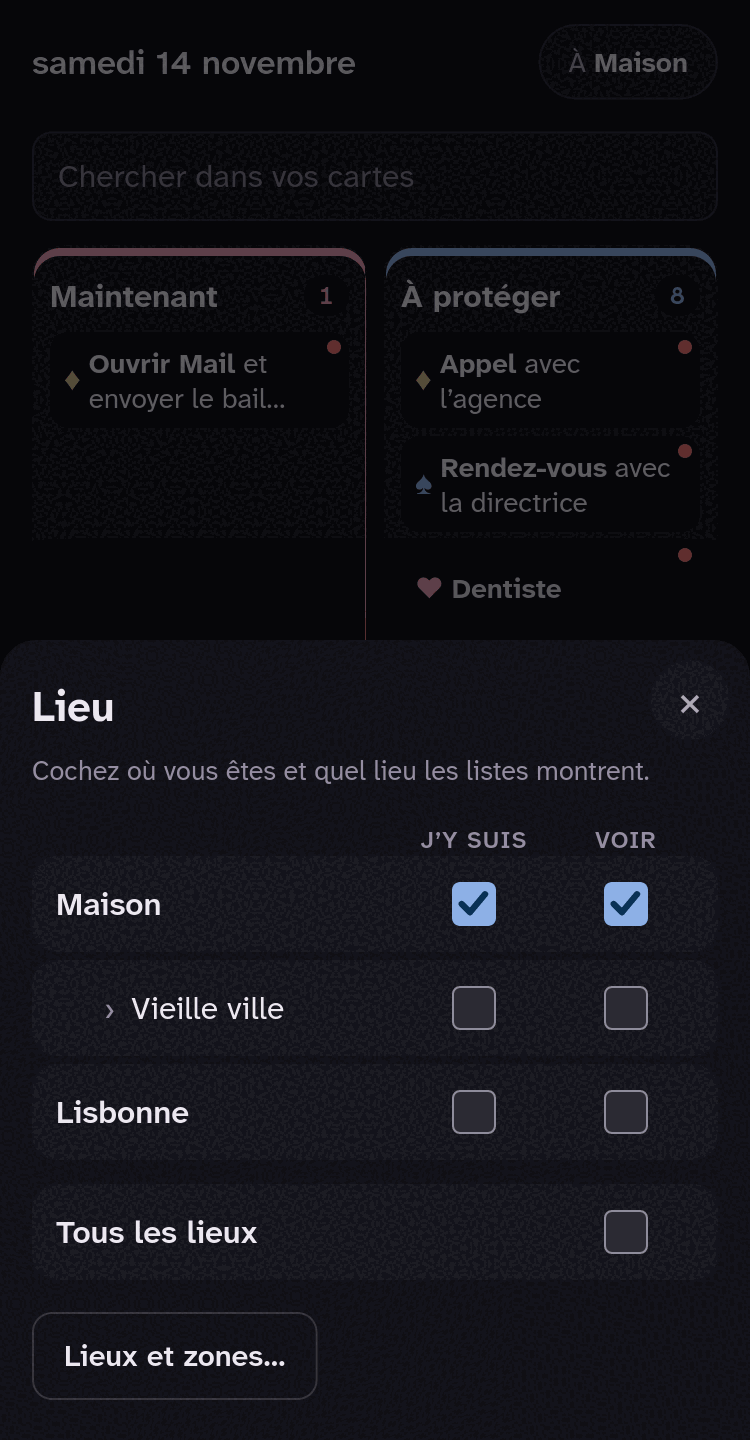 samedi 14 novembre
À Maison
Chercher dans vos cartes
Maintenant
1
Ouvrir Mail et
envoyer le bail…
À protéger
8
Appel avec
l’agence
Rendez-vous avec
la directrice
Dentiste
Lieu
Cochez où vous êtes et quel lieu les listes montrent.
J’Y SUIS VOIR
Maison
Vieille ville
Lisbonne
Tous les lieux
Lieux et zones…